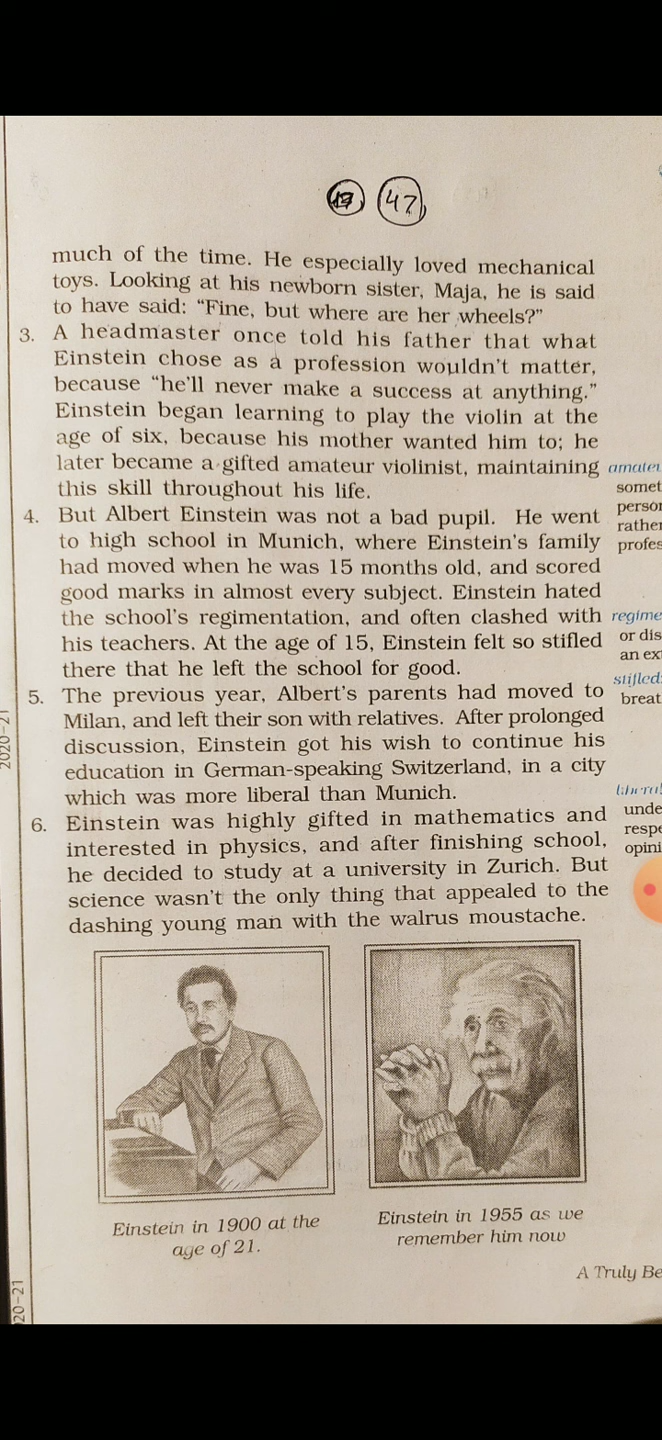 47
much of the time. He especially loved mechanical
toys. Looking at his newborn sister, Maja, he is said
to have said: “Fine, but where are her wheels?”
3. A headmaster once told his father that what
Einstein chose as a profession wouldn’t matter,
because “he’ll never make a success at anything.”
Einstein began learning to play the violin at the
age of six, because his mother wanted him to; he
later became a gifted amateur violinist, maintaining
this skill throughout his life.
4. But Albert Einstein was not a bad pupil. He went
to high school in Munich, where Einstein’s family
had moved when he was 15 months old, and scored
good marks in almost every subject. Einstein hated
the school’s regimentation, and often clashed with
his teachers. At the age of 15, Einstein felt so stifled
there that he left the school for good.
5. The previous year, Albert’s parents had moved to
Milan, and left their son with relatives. After prolonged
discussion, Einstein got his wish to continue his
education in German-speaking Switzerland, in a city
which was more liberal than Munich.
6. Einstein was highly gifted in mathematics and
interested in physics, and after finishing school,
he decided to study at a university in Zurich. But
science wasn’t the only thing that appealed to the
dashing young man with the walrus moustache.
amateu
somet
person
rather
profes
regime
or dis
an ex
stifled:
breat
liberal
unde
respe
opini
Einstein in 1900 at the
age of 21.
Einstein in 1955 as we
remember him now
A Truly Be
2020–21
20–21